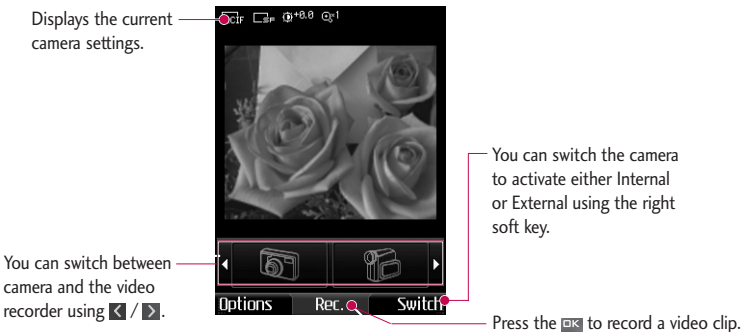 Displays the current
camera settings.
CIF +0.0 ×1
You can switch the camera
to activate either Internal
or External using the right
soft key.
You can switch between
camera and the video
recorder using < / >.
Options Rec. Switch
Press the OK to record a video clip.